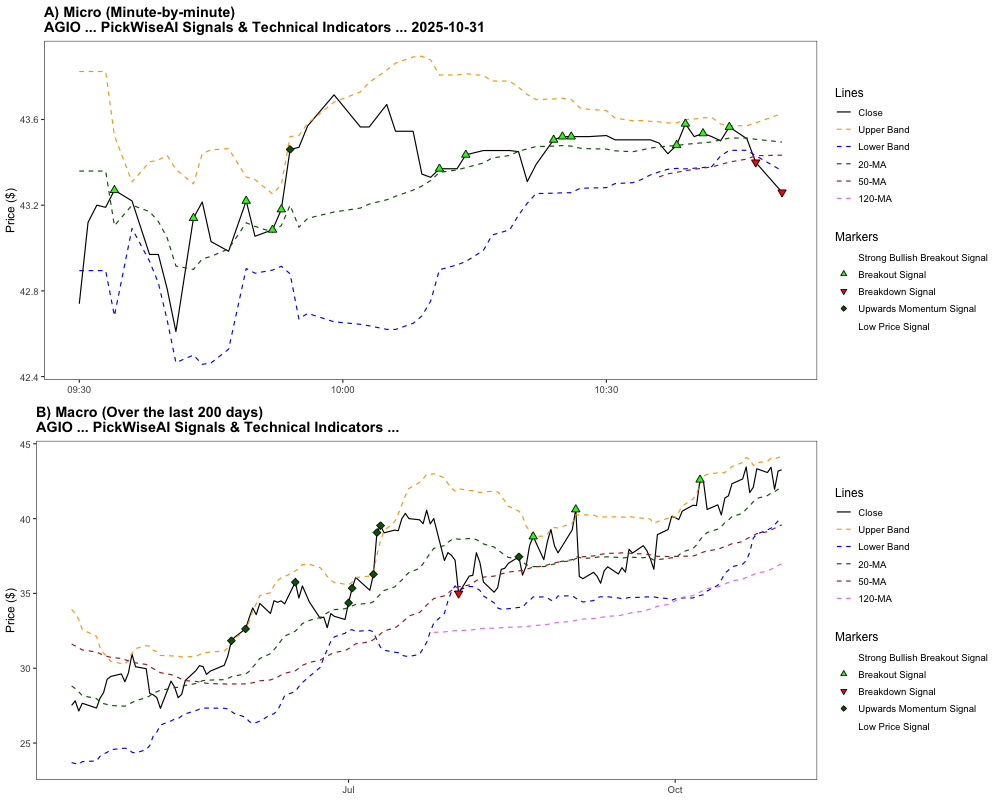 A) Micro (Minute-by-minute)
AGIO ... PickWiseAI Signals & Technical Indicators ... 2025-10-31
Price ($)
43.6
43.2
42.8
42.4
09:30
10:00
10:30
Lines
Close
Upper Band
Lower Band
20-MA
50-MA
120-MA
Markers
Strong Bullish Breakout Signal
Breakout Signal
Breakdown Signal
Upwards Momentum Signal
Low Price Signal
B) Macro (Over the last 200 days)
AGIO ... PickWiseAI Signals & Technical Indicators ...
Price ($)
45
40
35
30
25
Jul
Oct
Lines
Close
Upper Band
Lower Band
20-MA
50-MA
120-MA
Markers
Strong Bullish Breakout Signal
Breakout Signal
Breakdown Signal
Upwards Momentum Signal
Low Price Signal